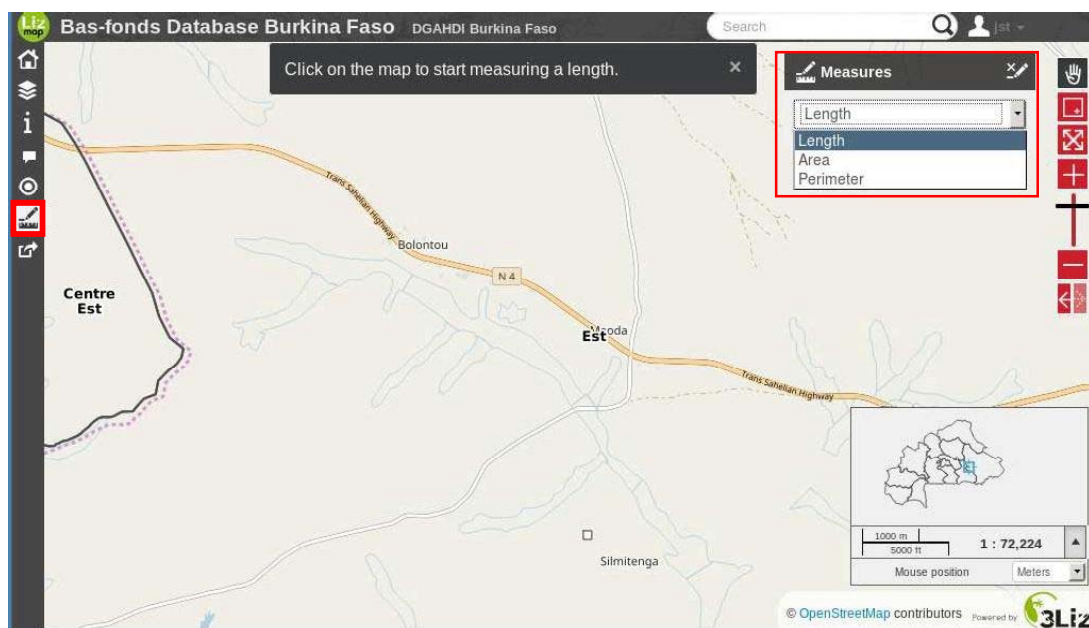 Liz
map
Bas-fonds Database Burkina Faso DGAHDI Burkina Faso
Search
jst
Click on the map to start measuring a length. ×
Measures
Length
Length
Area
Perimeter
Trans Sahelian Highway
Bolontou
N 4
Centre
Est
Est
Trans Sahelian Highway
Silmitenga
1000 m
5000 ft
1 : 72,224
Mouse position
Meters
© OpenStreetMap contributors Powered by 3Liz